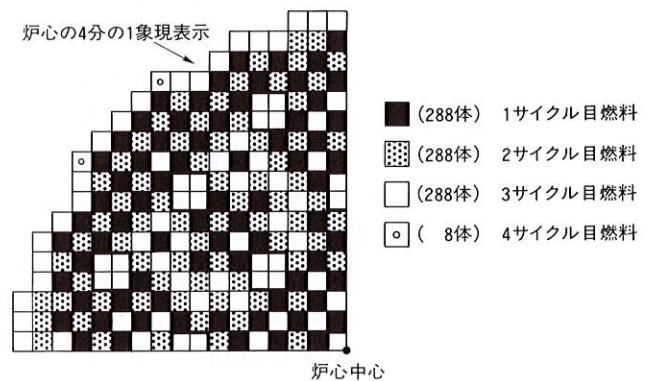 炉心の4分の1象現表示
(288体) 1サイクル目燃料
(288体) 2サイクル目燃料
(288体) 3サイクル目燃料
( 8体) 4サイクル目燃料
炉心中心